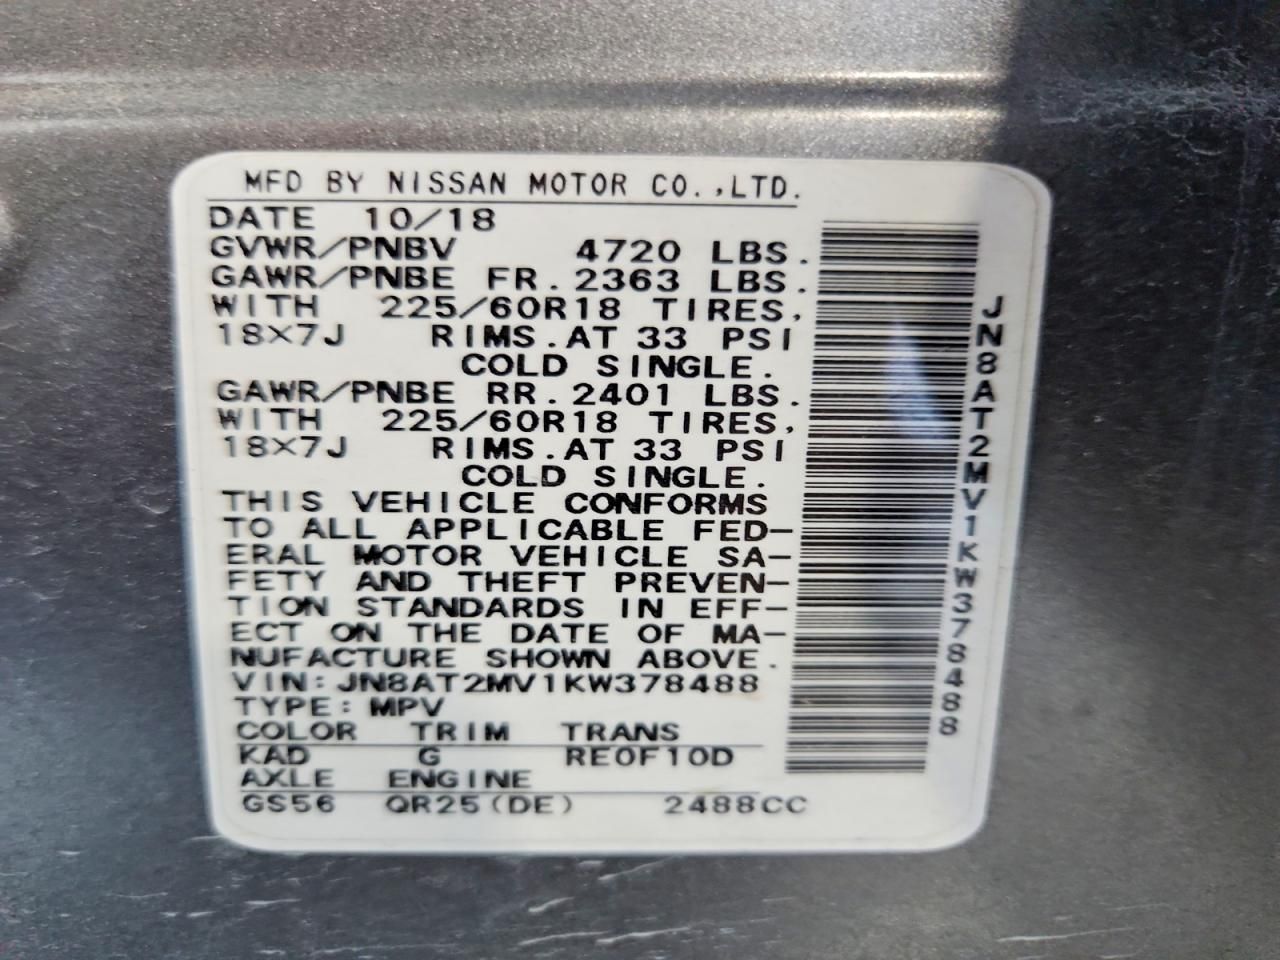 MFD BY NISSAN MOTOR CO.,LTD.
DATE 10/18
GVWR/PNBV 4720 LBS.
GAWR/PNBE FR. 2363 LBS.
WITH 225/60R18 TIRES,
18X7J RIMS.AT 33 PSI
COLD SINGLE.
GAWR/PNBE RR. 2401 LBS.
WITH 225/60R18 TIRES,
18X7J RIMS.AT 33 PSI
COLD SINGLE.
THIS VEHICLE CONFORMS
TO ALL APPLICABLE FED-
ERAL MOTOR VEHICLE SA-
FETY AND THEFT PREVEN-
TION STANDARDS IN EFF-
ECT ON THE DATE OF MA-
NUFACTURE SHOWN ABOVE.
VIN: JN8AT2MV1KW378488
TYPE: MPV
COLOR TRIM TRANS
KAD G RE0F10D
AXLE ENGINE
GS56 QR25(DE) 2488CC
JN8AT2MV1KW378488